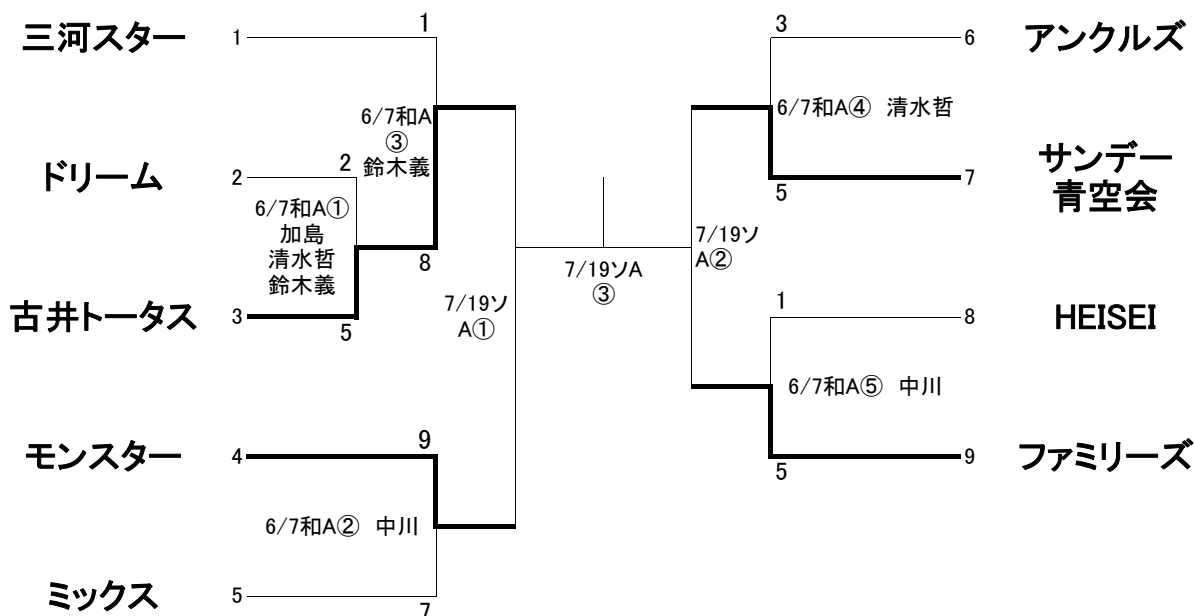 三河スター
1
1
6/7和A
③
鈴木義
ドリーム
2
2
6/7和A①
加島
清水哲
鈴木義
8
古井トータス
3
5
7/19ソ
A①
モンスター
4
9
6/7和A② 中川
ミックス
5
7
7/19ソA
③
3
6
アンクルズ
6/7和A④ 清水哲
5
7
サンデー
青空会
7/19ソ
A②
1
8
HEISEI
6/7和A⑤ 中川
5
9
ファミリーズ